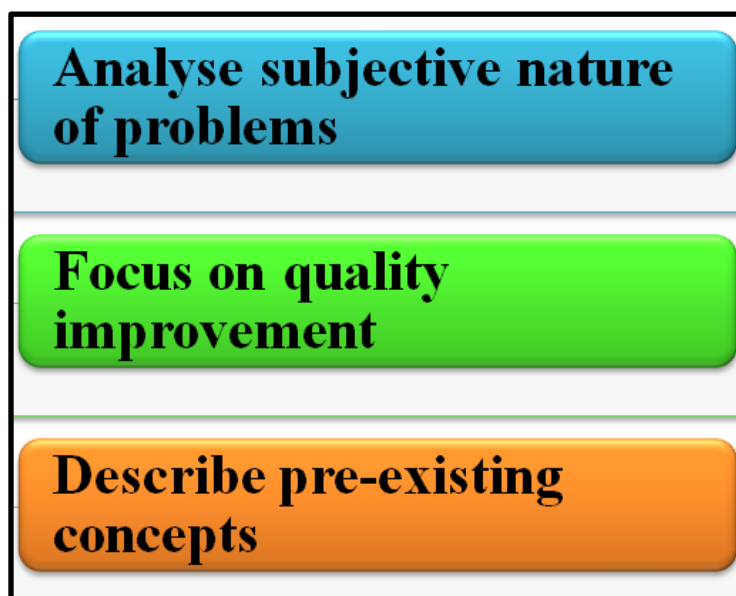 Analyse subjective nature
of problems
Focus on quality
improvement
Describe pre-existing
concepts